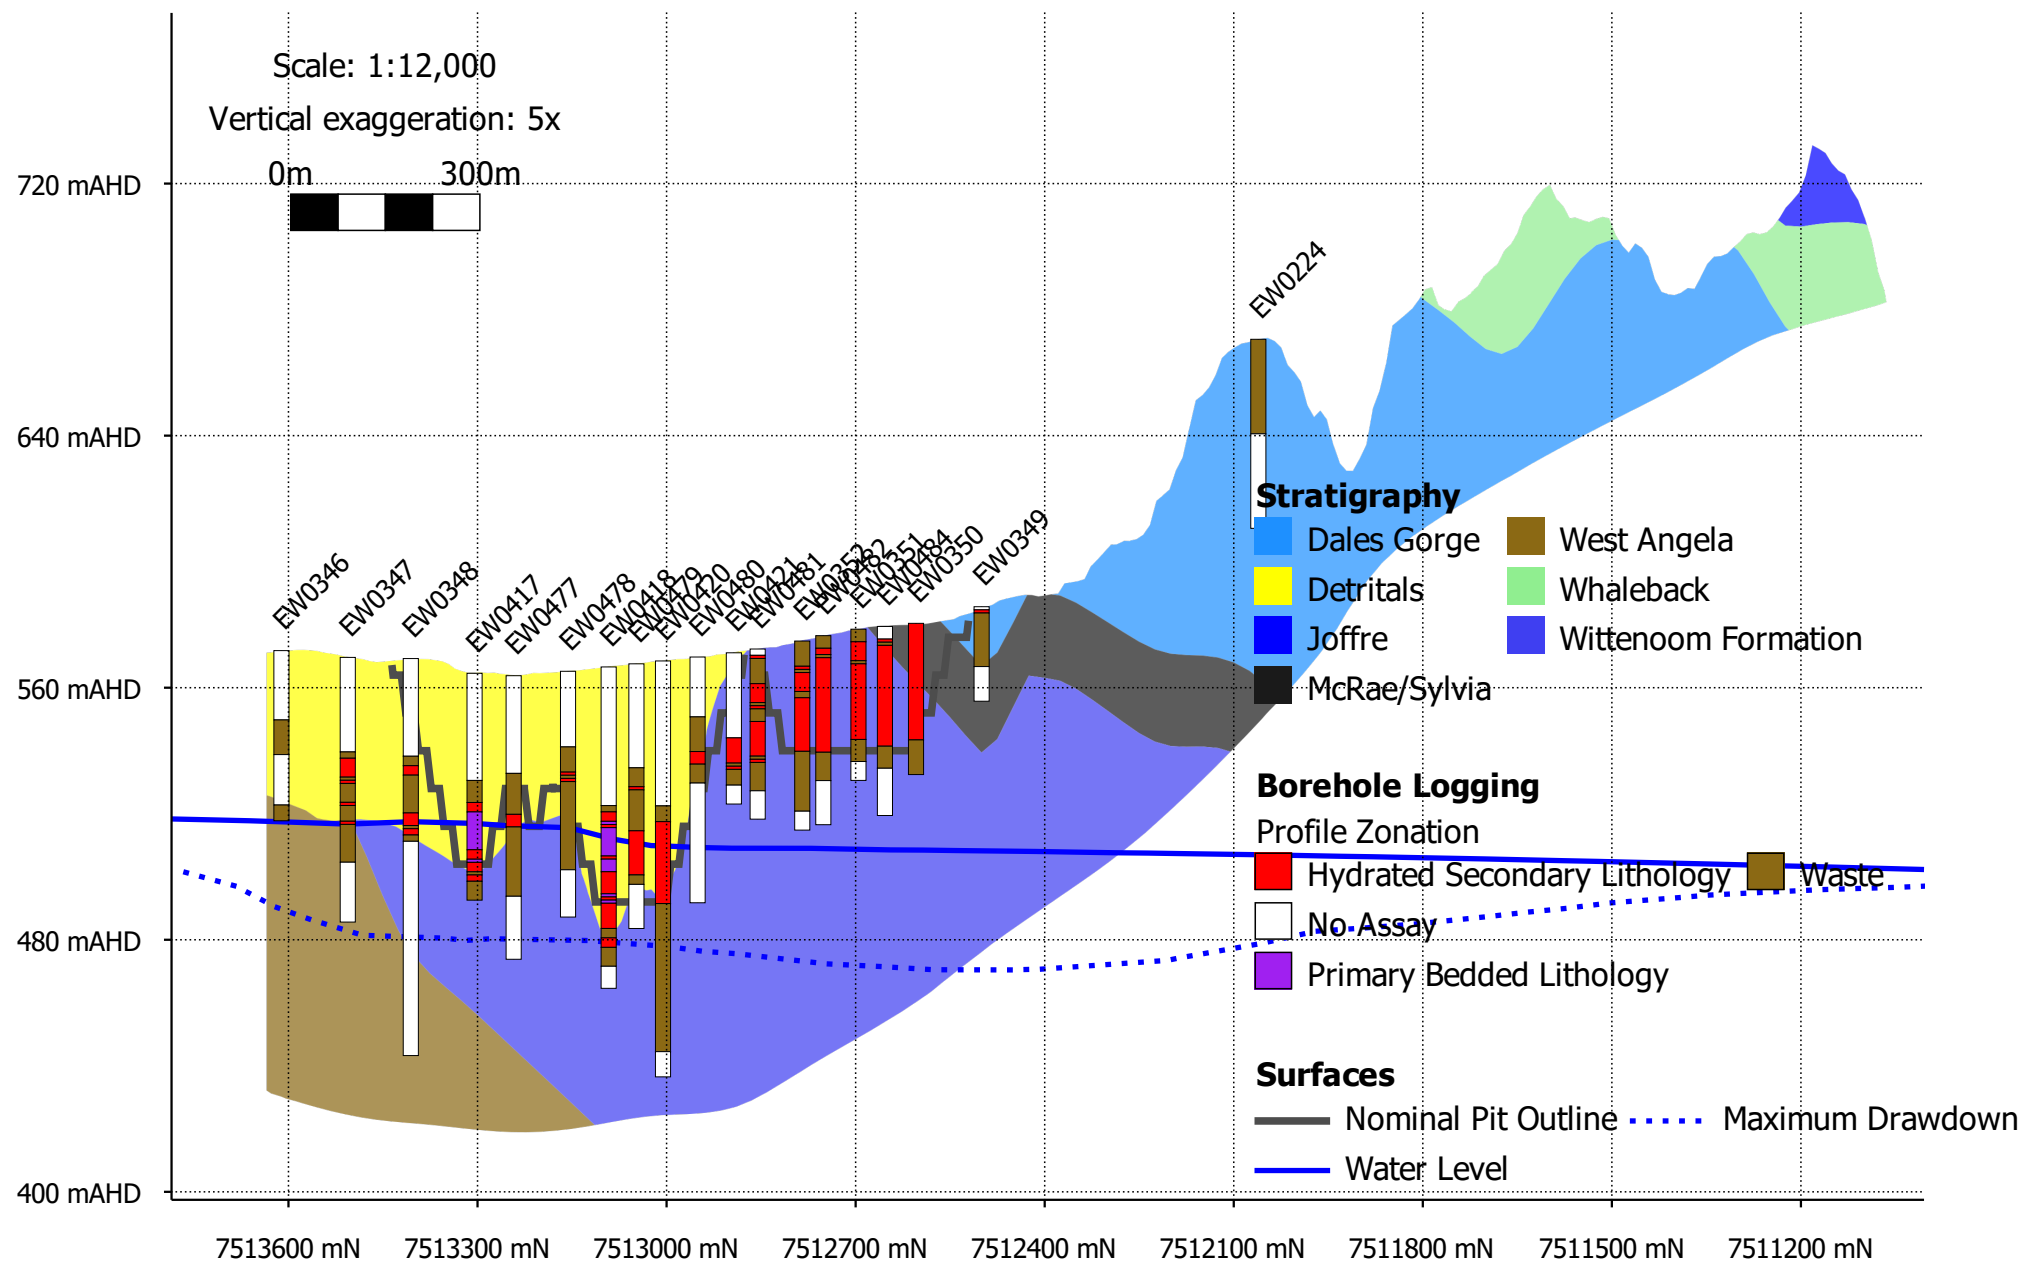 Scale: 1:12,000
Vertical exaggeration: 5x
0m 300m
720 mAHD
640 mAHD
560 mAHD
480 mAHD
400 mAHD
EW0346
EW0347
EW0348
EW0417
EW0477
EW0478
EW0418
EW0479
EW0420
EW0480
EW0421
EW0481
EW0352
EW0482
EW0351
EW0484
EW0350
EW0349
EW0224
Stratigraphy
Dales Gorge West Angela
Detritals Whaleback
Joffre Wittenoom Formation
McRae/Sylvia
Borehole Logging
Profile Zonation
Hydrated Secondary Lithology Waste
No Assay
Primary Bedded Lithology
Surfaces
Nominal Pit Outline Maximum Drawdown
Water Level
7513600 mN 7513300 mN 7513000 mN 7512700 mN 7512400 mN 7512100 mN 7511800 mN 7511500 mN 7511200 mN